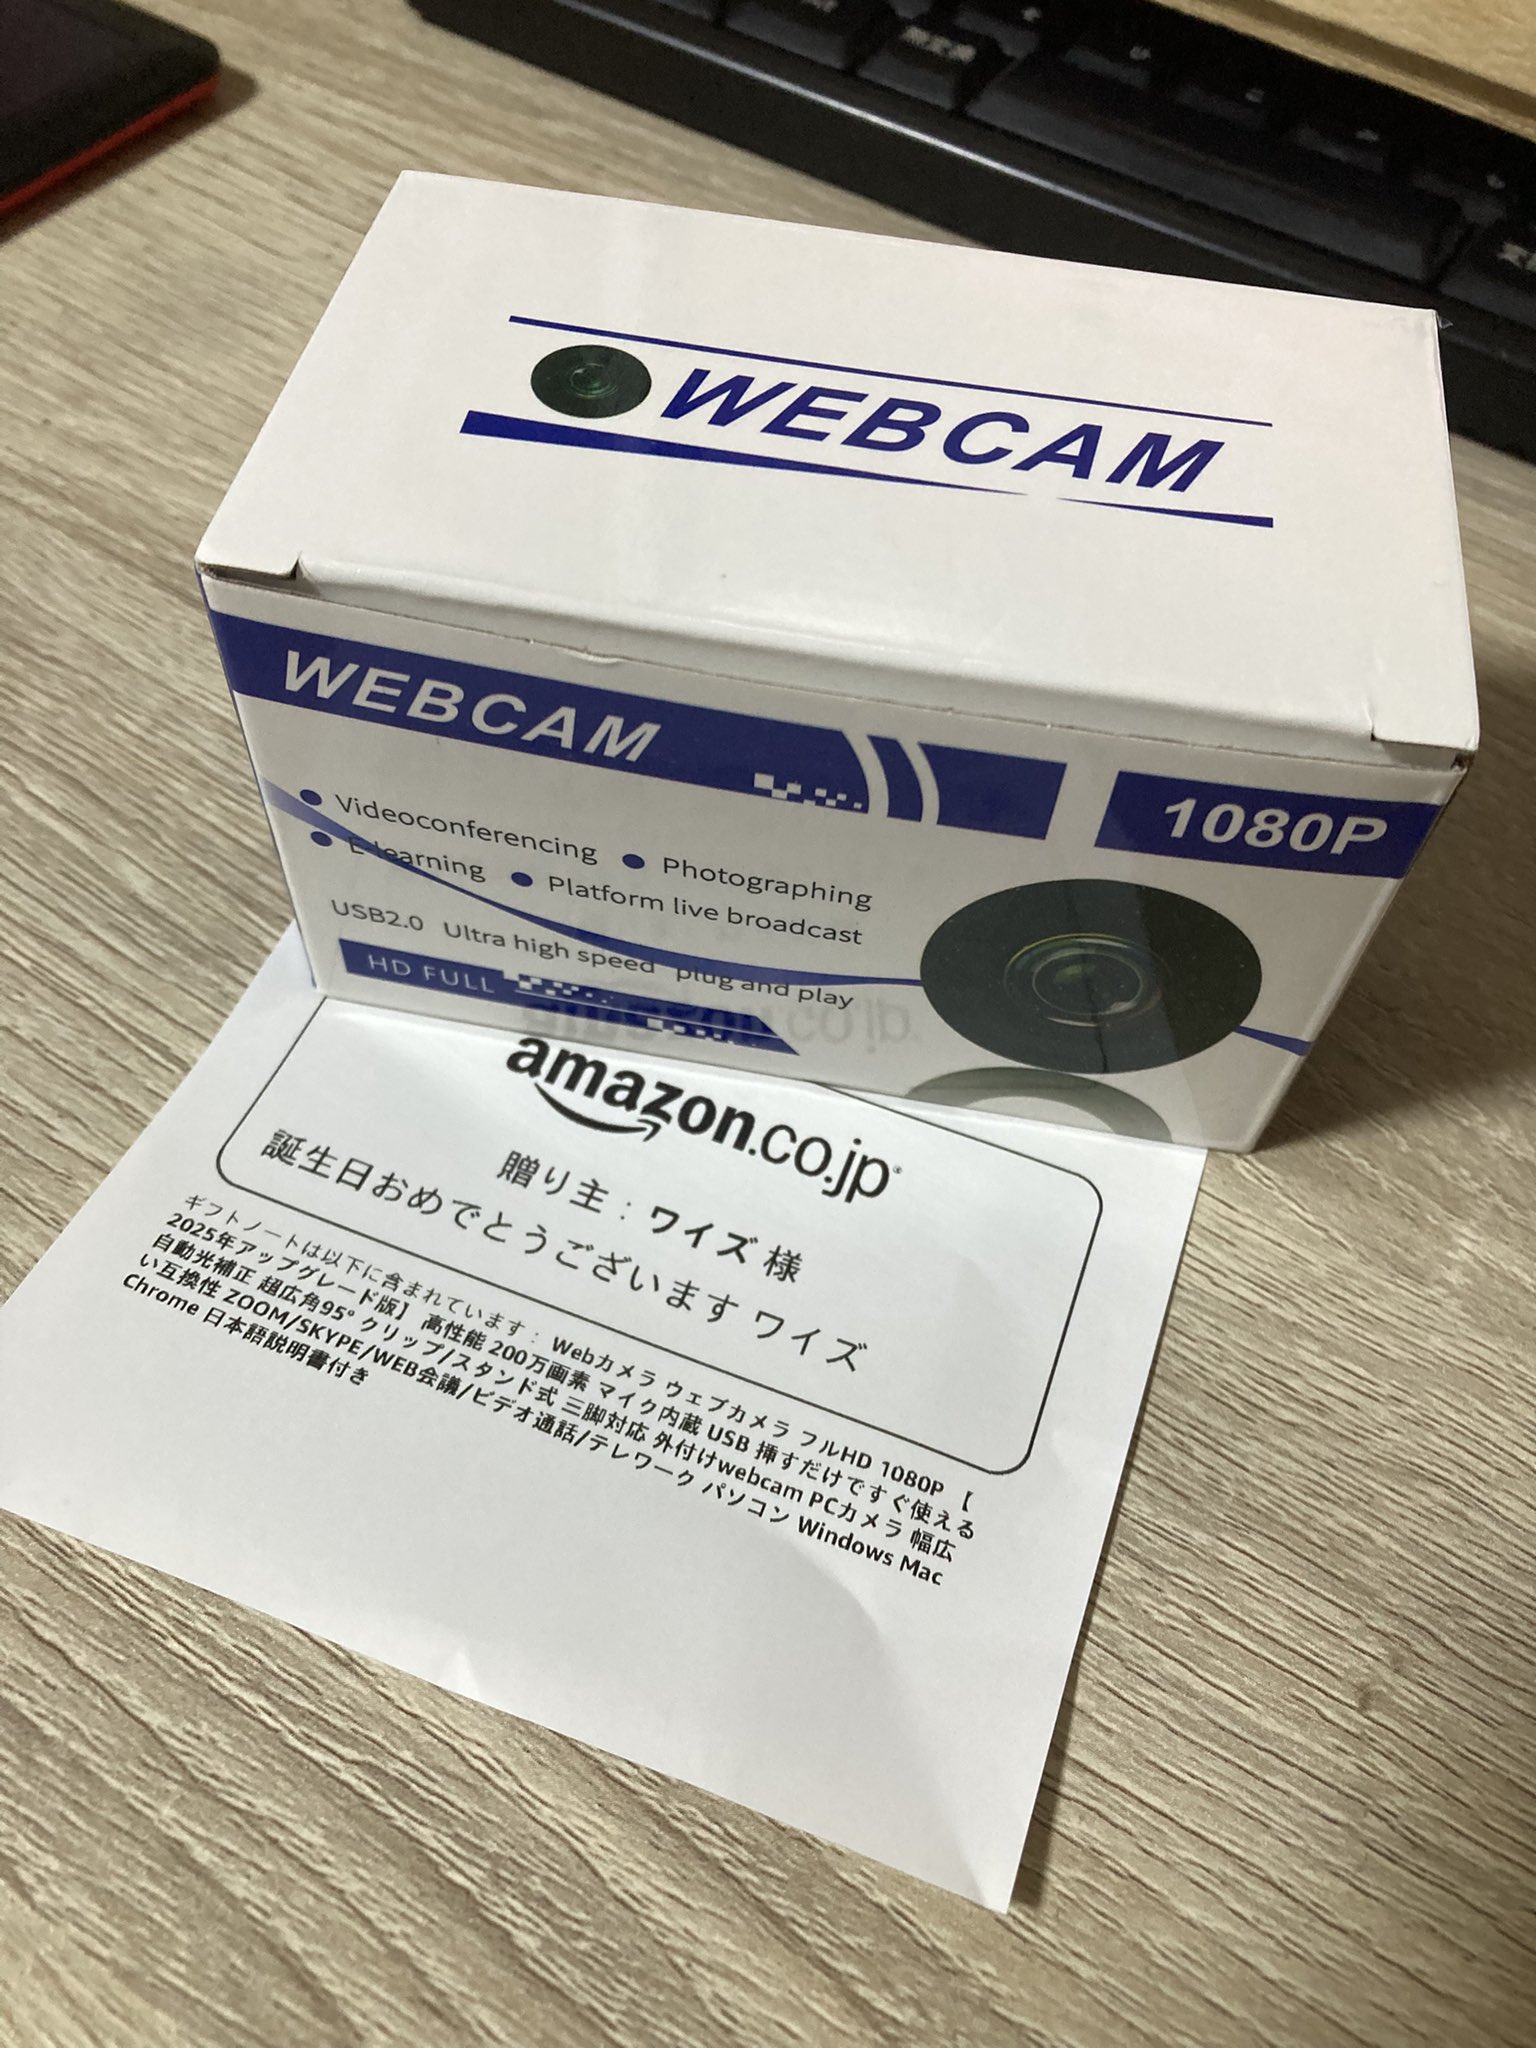 WEBCAM
WEBCAM
1080P
Videoconferencing
Photographing
E-learning
Platform live broadcast
USB2.0 Ultra high speed plug and play
HD FULL
amazon.co.jp
贈り主：ワイズ 様
誕生日おめでとうございます ワイズ
ギフトノートは以下に含まれています： Webカメラ ウェブカメラ フルHD 1080P 【
2025年アップグレード版】 高性能 200万画素 マイク内蔵 USB 挿すだけですぐ使える
自動光補正 超広角95° クリップ/スタンド式 三脚対応 外付けwebcam PCカメラ 幅広
い互換性 ZOOM/SKYPE/WEB会議/ビデオ通話/テレワーク パソコン Windows Mac
Chrome 日本語説明書付き